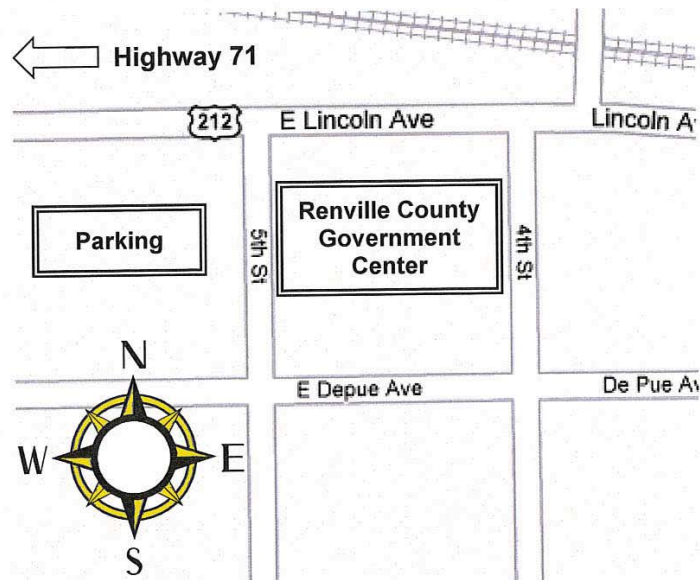 Highway 71
212
E Lincoln Ave
Lincoln A
Parking
5th St
Renville County
Government
Center
4th St
E Depue Ave
De Pue Av
N
W
E
S